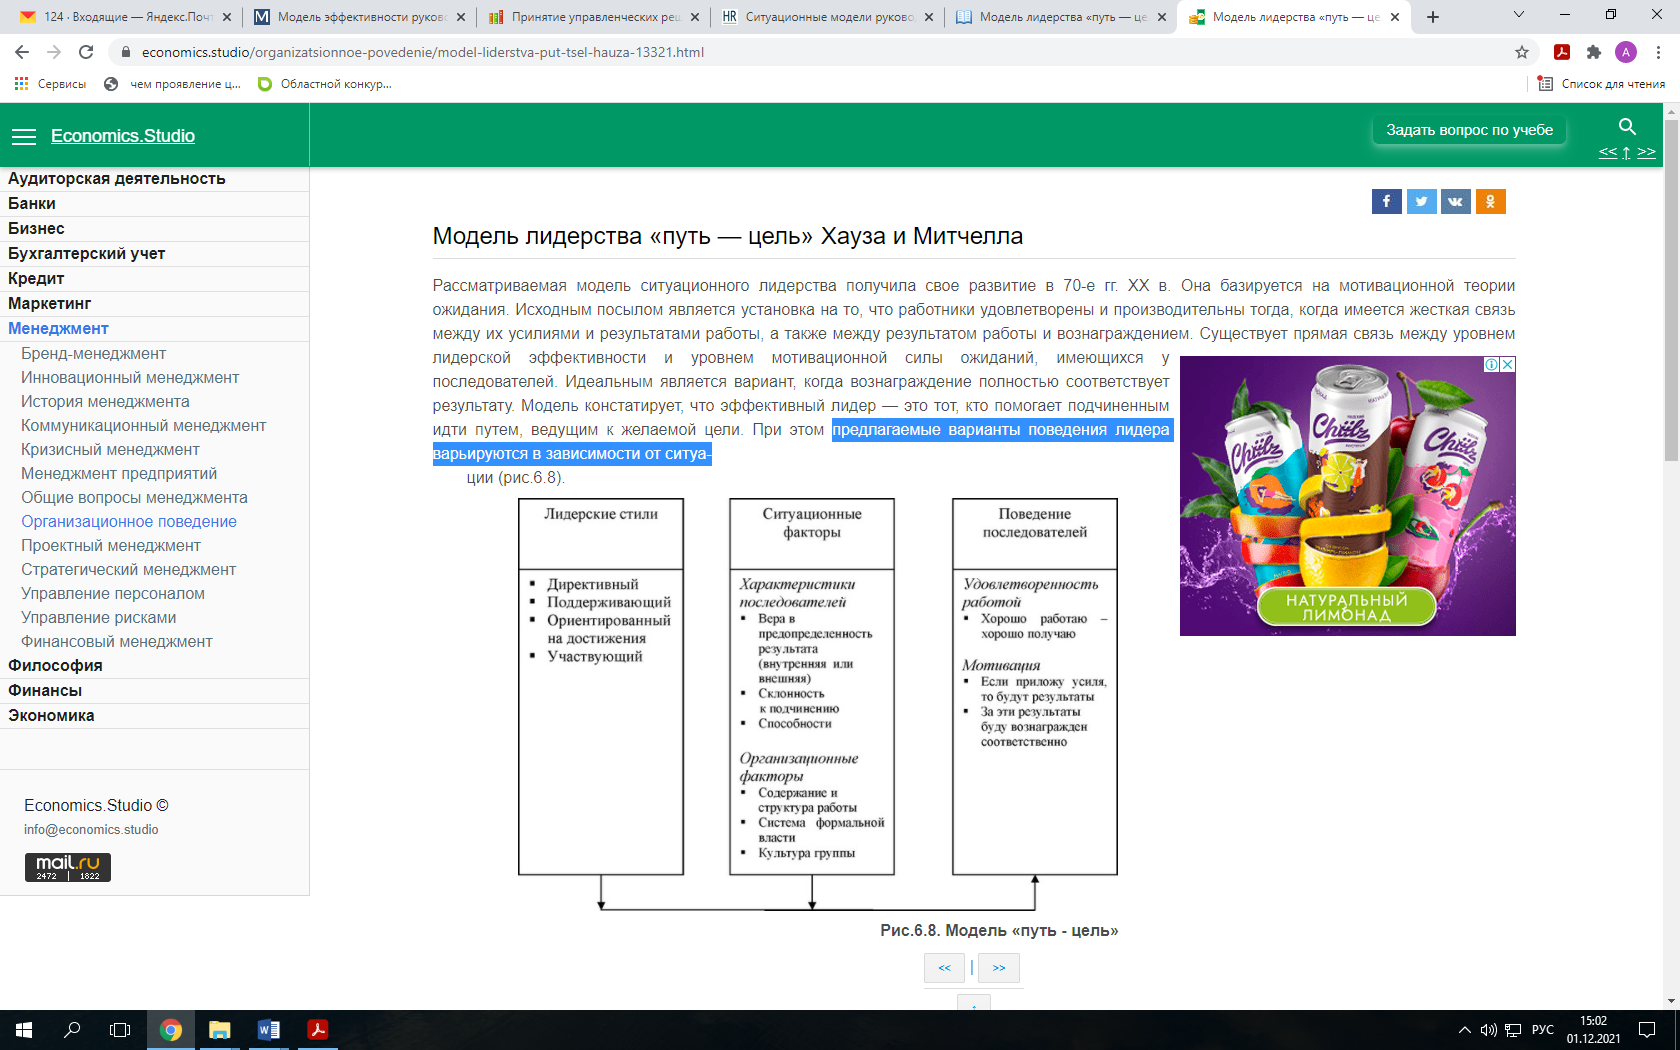 124 · Входящие — Яндекс.Почт
Модель эффективности руково
Принятие управленческих реш
Ситуационные модели руково
Модель лидерства «путь — це
Модель лидерства «путь — це
economics.studio/organizatsionnoe-povedenie/model-liderstva-put-tsel-hauza-13321.html
A
Сервисы
чем проявление ц...
Областной конкур...
Список для чтения
Economics.Studio
Задать вопрос по учебе
<< ↑ >>
Аудиторская деятельность
Банки
Бизнес
Бухгалтерский учет
Кредит
Маркетинг
Менеджмент
Бренд-менеджмент
Инновационный менеджмент
История менеджмента
Коммуникационный менеджмент
Кризисный менеджмент
Менеджмент предприятий
Общие вопросы менеджмента
Организационное поведение
Проектный менеджмент
Стратегический менеджмент
Управление персоналом
Управление рисками
Финансовый менеджмент
Философия
Финансы
Экономика
Economics.Studio ©
info@economics.studio
mail.ru
2472 | 1822
Модель лидерства «путь — цель» Хауза и Митчелла
Рассматриваемая модель ситуационного лидерства получила свое развитие в 70-е гг. XX в. Она базируется на мотивационной теории
ожидания. Исходным посылом является установка на то, что работники удовлетворены и производительны тогда, когда имеется жесткая связь
между их усилиями и результатами работы, а также между результатом работы и вознаграждением. Существует прямая связь между уровнем
лидерской эффективности и уровнем мотивационной силы ожиданий, имеющихся у
последователей. Идеальным является вариант, когда вознаграждение полностью соответствует
результату. Модель констатирует, что эффективный лидер — это тот, кто помогает подчиненным
идти путем, ведущим к желаемой цели. При этом предлагаемые варианты поведения лидера
варьируются в зависимости от ситуа-
ции (рис.6.8).
Лидерские стили
▪ Директивный
▪ Поддерживающий
▪ Ориентированный
на достижения
▪ Участвующий
Ситуационные
факторы
Характеристики
последователей
▪ Вера в
предопределенность
результата
(внутренняя или
внешняя)
▪ Склонность
к подчинению
▪ Способности
Организационные
факторы
▪ Содержание и
структура работы
▪ Система формальной
власти
▪ Культура группы
Поведение
последователей
Удовлетворенность
работой
▪ Хорошо работаю –
хорошо получаю
Мотивация
▪ Если приложу усиля,
то будут результаты
▪ За эти результаты
буду вознагражден
соответственно
Рис.6.8. Модель «путь - цель»
<< | >>
Chillz
Chillz
Chillz
НАТУРАЛЬНЫЙ
ЛИМОНАД
РУС
15:02
01.12.2021